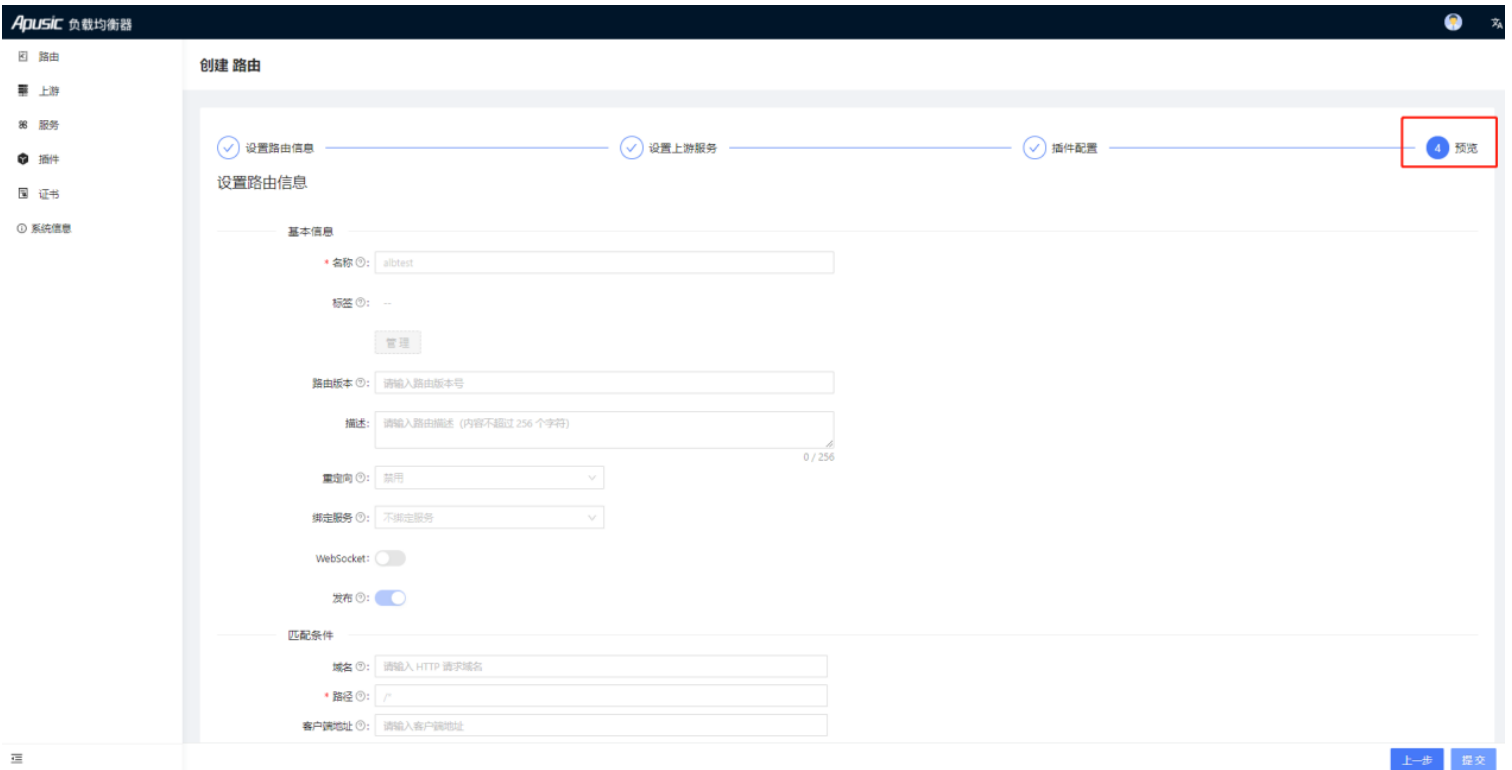 Apusic 负载均衡器
路由
上游
服务
插件
证书
系统信息
创建 路由
设置路由信息
设置上游服务
插件配置
4 预览
设置路由信息
基本信息
* 名称 ?: albtest
标签 ?: --
管 理
路由版本 ?: 请输入路由版本号
描述: 请输入路由描述（内容不超过 256 个字符）
0 / 256
重定向 ?: 禁用
绑定服务 ?: 不绑定服务
WebSocket:
发布 ?:
匹配条件
域名 ?: 请输入 HTTP 请求域名
* 路径 ?: /*
客户端地址 ?: 请输入客户端地址
上一步 提 交